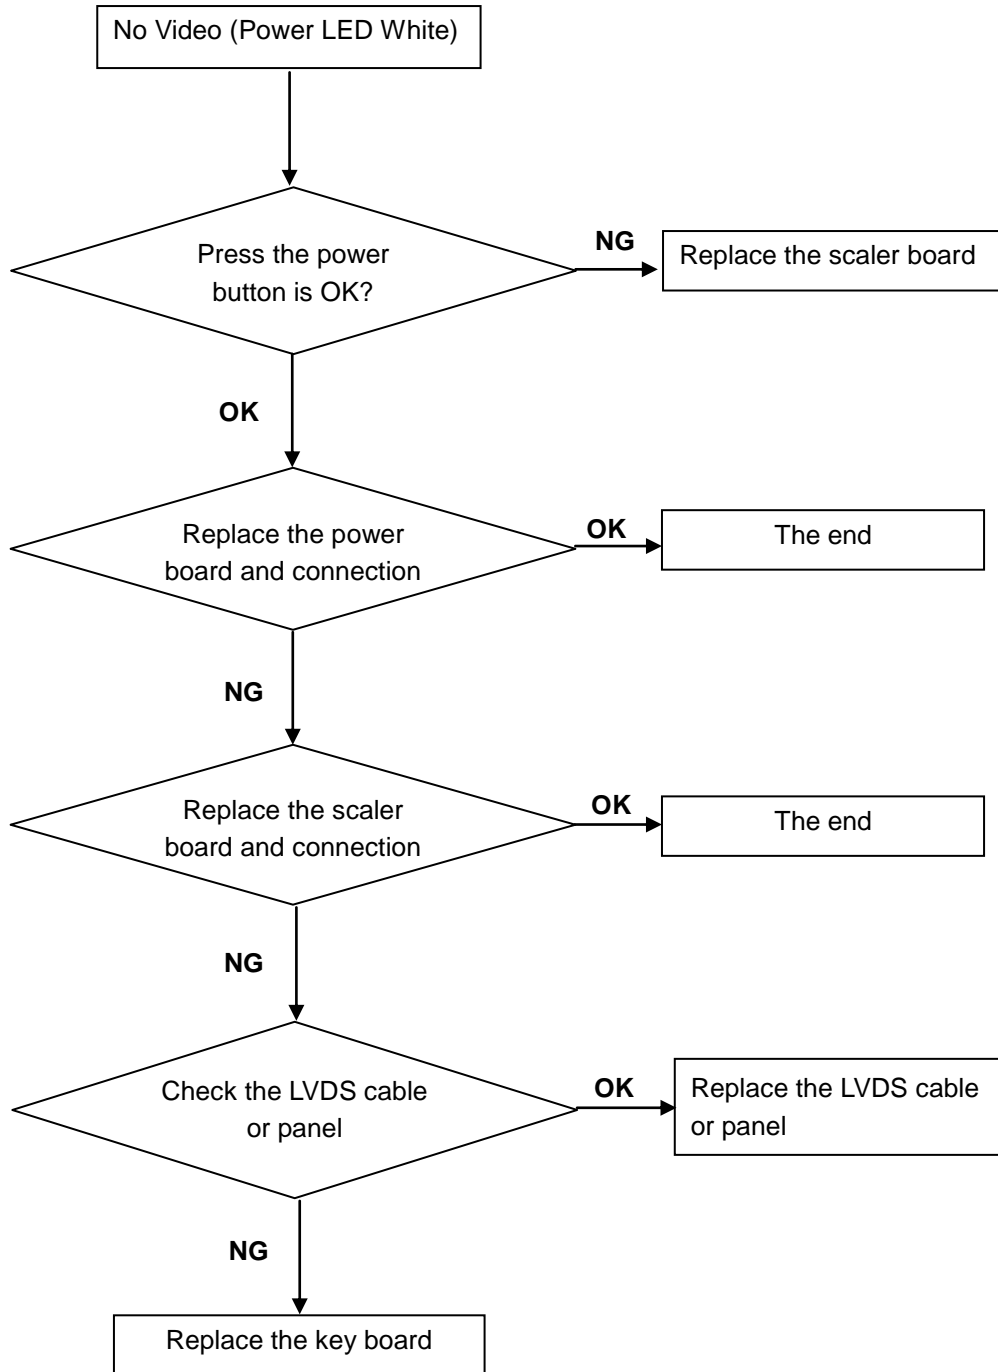 No Video (Power LED White)
Press the power
button is OK?
NG
Replace the scaler board
OK
Replace the power
board and connection
OK
The end
NG
Replace the scaler
board and connection
OK
The end
NG
Check the LVDS cable
or panel
OK
Replace the LVDS cable
or panel
NG
Replace the key board